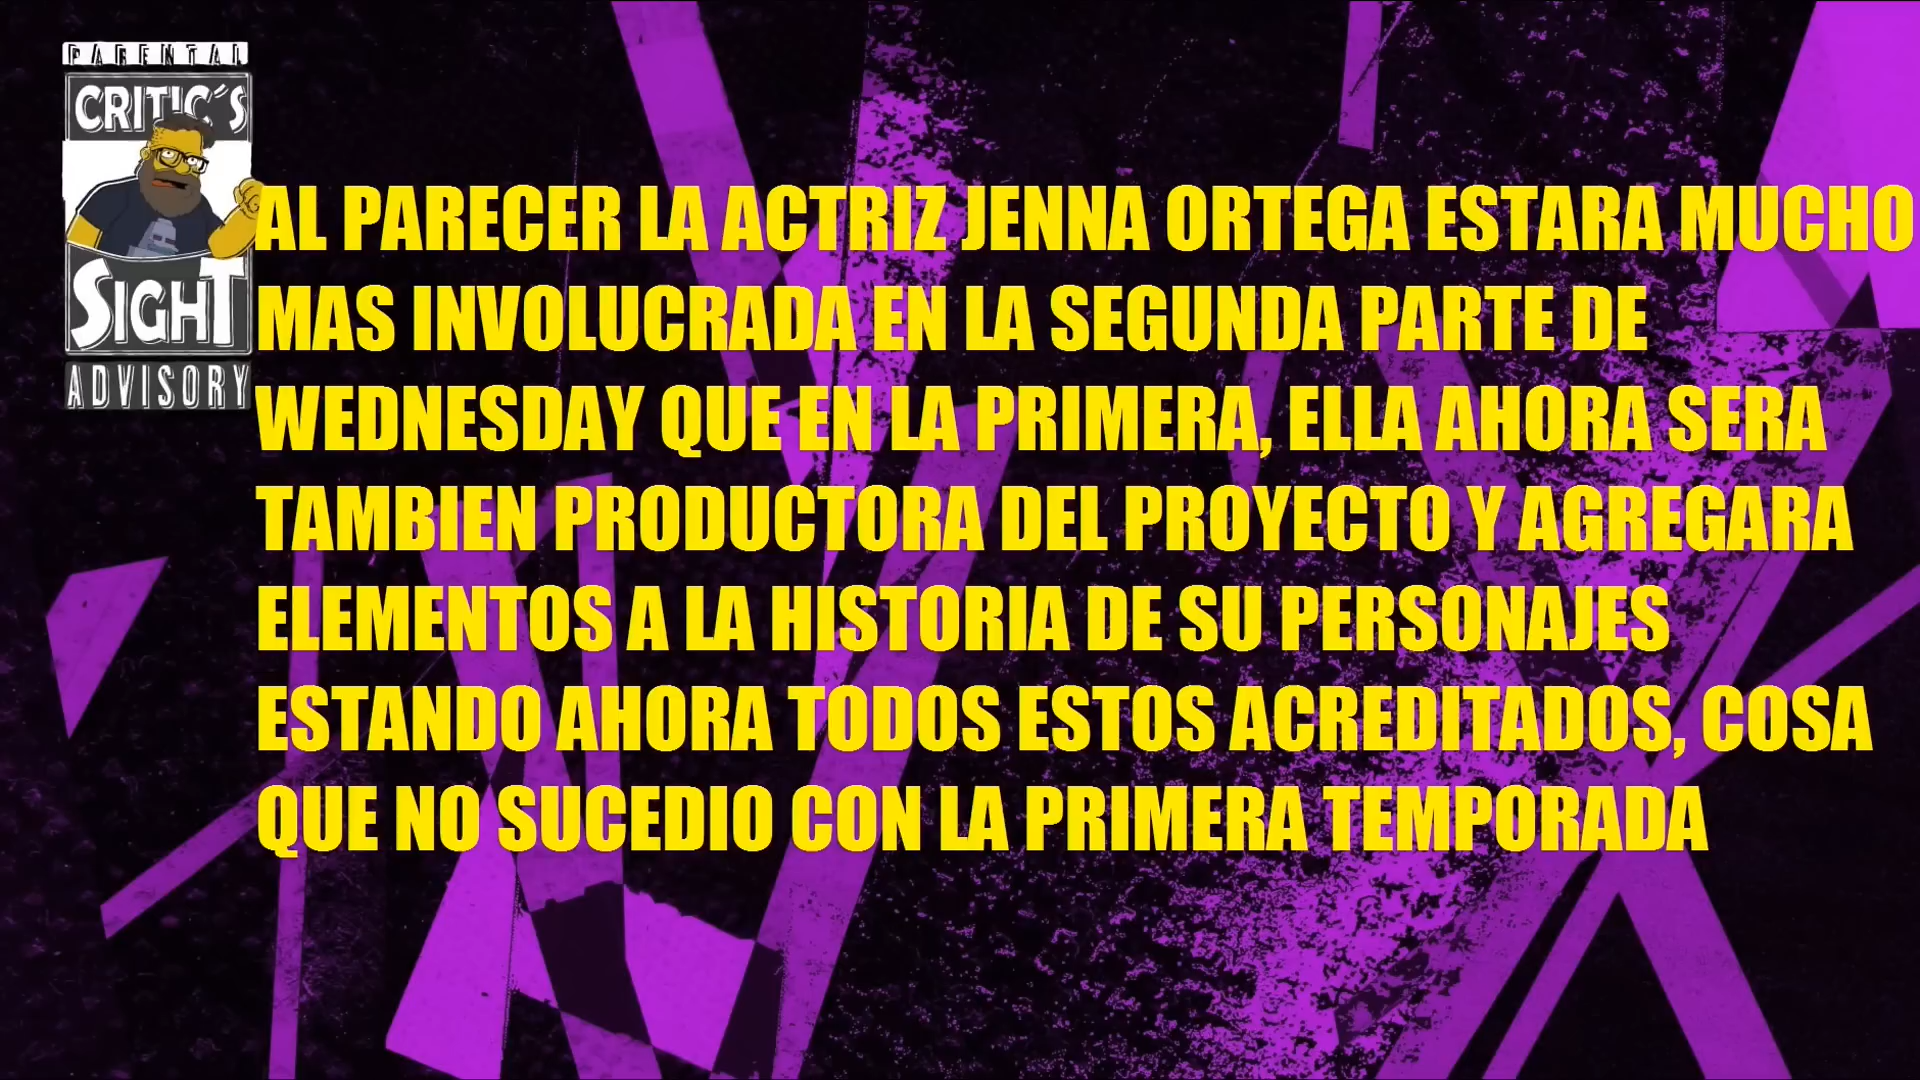 PARENTAL
CRITIC´S
SIGHT
ADVISORY
AL PARECER LA ACTRIZ JENNA ORTEGA ESTARA MUCHO
MAS INVOLUCRADA EN LA SEGUNDA PARTE DE
WEDNESDAY QUE EN LA PRIMERA, ELLA AHORA SERA
TAMBIEN PRODUCTORA DEL PROYECTO Y AGREGARA
ELEMENTOS A LA HISTORIA DE SU PERSONAJES
ESTANDO AHORA TODOS ESTOS ACREDITADOS, COSA
QUE NO SUCEDIO CON LA PRIMERA TEMPORADA